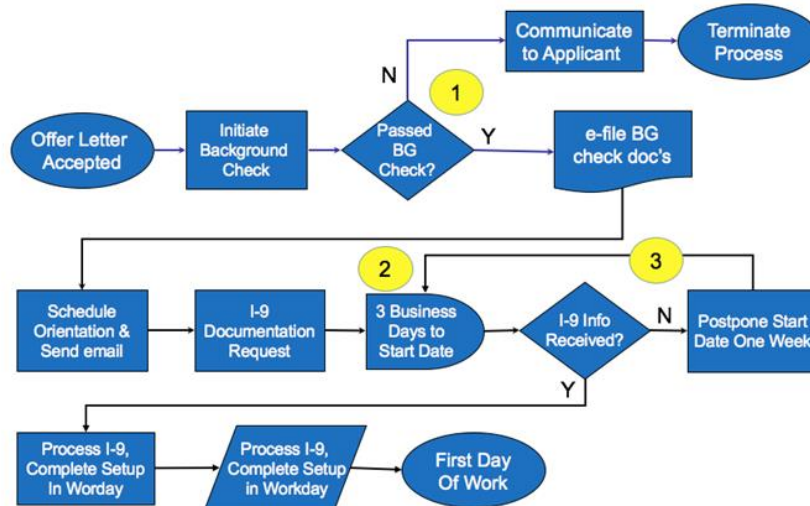 Communicate
to Applicant
Terminate
Process
N
1
Offer Letter
Accepted
Initiate
Background
Check
Passed
BG
Check?
Y
e-file BG
check doc's
2
3
Schedule
Orientation &
Send email
I-9
Documentation
Request
3 Business
Days to
Start Date
I-9 Info
Received?
N
Postpone Start
Date One Week
Y
Process I-9,
Complete Setup
In Worday
Process I-9,
Complete Setup
in Workday
First Day
Of Work